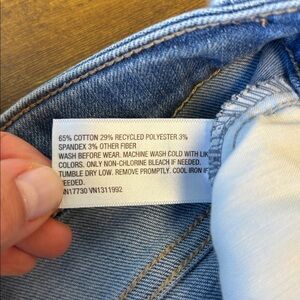 65% COTTON 29% RECYCLED POLYESTER 3%
SPANDEX 3% OTHER FIBER
WASH BEFORE WEAR. MACHINE WASH COLD WITH LIK
COLORS. ONLY NON-CHLORINE BLEACH IF NEEDED.
TUMBLE DRY LOW. REMOVE PROMPTLY. COOL IRON IF
EEDED.
N17730 VN1311992